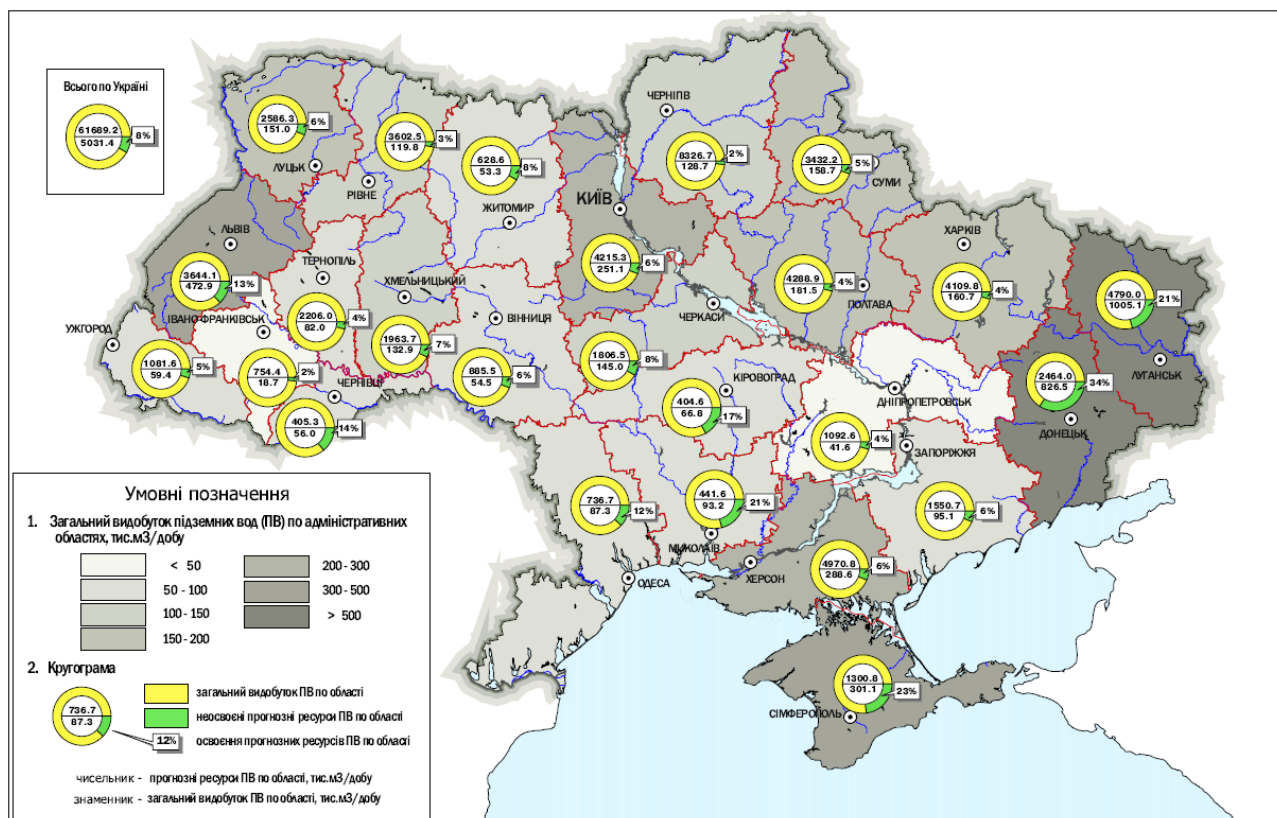 Всього по Україні
61689.2
5031.4
8%
2586.3
151.0
6%
ЛУЦЬК
3602.5
119.8
3%
РІВНЕ
628.6
53.3
8%
ЖИТОМИР
КИЇВ
4215.3
251.1
6%
ЧЕРНІГІВ
8326.7
128.7
2%
3432.2
158.7
5%
СУМИ
ЛЬВІВ
3644.1
472.9
13%
ТЕРНОПІЛЬ
2206.0
82.0
4%
ХМЕЛЬНИЦЬКИЙ
1963.7
132.9
7%
ВІННИЦЯ
885.5
54.5
6%
ЧЕРКАСИ
1806.5
145.0
8%
4288.9
181.5
4%
ПОЛТАВА
ХАРКІВ
4109.8
160.7
4%
4790.0
1005.1
21%
ЛУГАНСЬК
УЖГОРОД
1081.6
59.4
5%
ІВАНО-ФРАНКІВСЬК
754.4
18.7
2%
ЧЕРНІВЦІ
405.3
56.0
14%
КІРОВОГРАД
404.6
66.8
17%
ДНІПРОПЕТРОВСЬК
1092.6
41.6
4%
2464.0
826.5
34%
ДОНЕЦЬК
ЗАПОРІЖЖЯ
1550.7
95.1
6%
736.7
87.3
12%
ОДЕСА
441.6
93.2
21%
МИКОЛАЇВ
ХЕРСОН
4970.8
288.6
6%
1300.8
301.1
23%
СІМФЕРОПОЛЬ
Умовні позначення
1. Загальний видобуток підземних вод (ПВ) по адміністративних
областях, тис.м3/добу
< 50
50 - 100
100 - 150
150 - 200
200 - 300
300 - 500
> 500
2. Кругограма
736.7
87.3
12%
загальний видобуток ПВ по області
неосвоєні прогнозні ресурси ПВ по області
освоєння прогнозних ресурсів ПВ по області
чисельник - прогнозні ресурси ПВ по області, тис.м3/добу
знаменник - загальний видобуток ПВ по області, тис.м3/добу